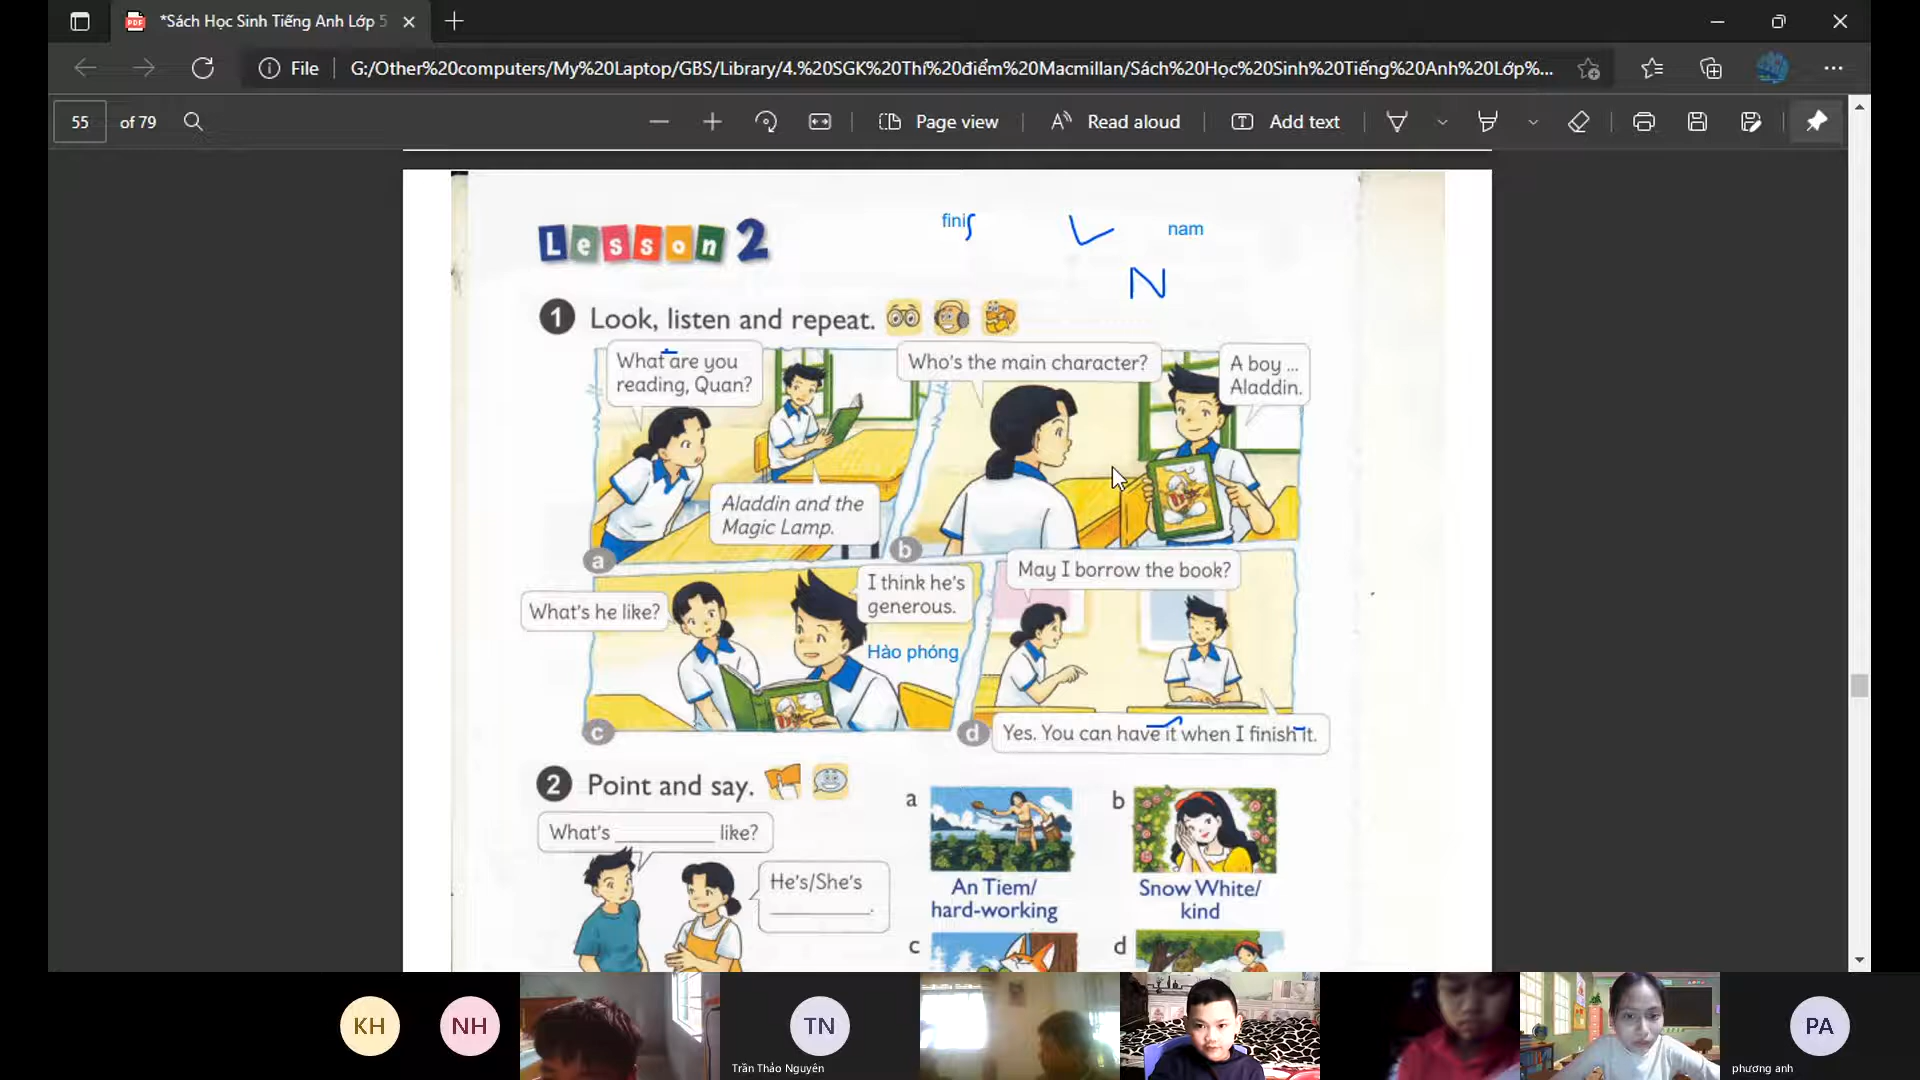 *Sách Học Sinh Tiếng Anh Lớp 5
File
G:/Other%20computers/My%20Laptop/GBS/Library/4.%20SGK%20Thí%20điểm%20Macmillan/Sách%20Học%20Sinh%20Tiếng%20Anh%20Lớp%...
55
of 79
Page view
Read aloud
Add text
Lesson 2
finiʃ
L
nam
N
1 Look, listen and repeat.
What are you
reading, Quan?
Aladdin and the
Magic Lamp.
a
Who's the main character?
A boy ...
Aladdin.
b
What's he like?
I think he's
generous.
Hào phóng
c
May I borrow the book?
Yes. You can have it when I finish it.
d
2 Point and say.
What's ________ like?
He's/She's
________.
a
An Tiem/
hard-working
b
Snow White/
kind
c
d
KH
NH
TN
Trần Thảo Nguyên
PA
phương anh